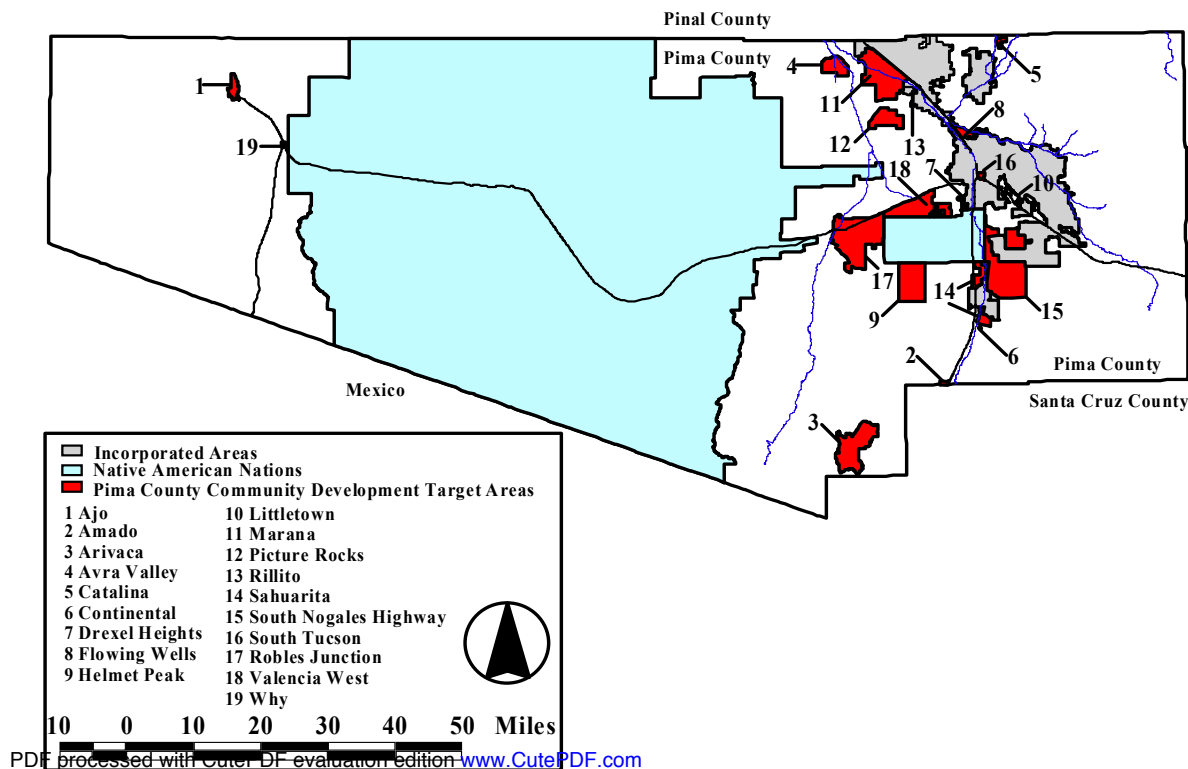 Pinal County
Pima County
1
4
5
11
8
12
13
19
16
7
18
10
17
14
9
15
6
2
Pima County
Mexico
Santa Cruz County
3
Incorporated Areas
Native American Nations
Pima County Community Development Target Areas
1 Ajo
2 Amado
3 Arivaca
4 Avra Valley
5 Catalina
6 Continental
7 Drexel Heights
8 Flowing Wells
9 Helmet Peak
10 Littletown
11 Marana
12 Picture Rocks
13 Rillito
14 Sahuarita
15 South Nogales Highway
16 South Tucson
17 Robles Junction
18 Valencia West
19 Why
10 0 10 20 30 40 50 Miles
PDF processed with CutePDF evaluation edition www.CutePDF.com